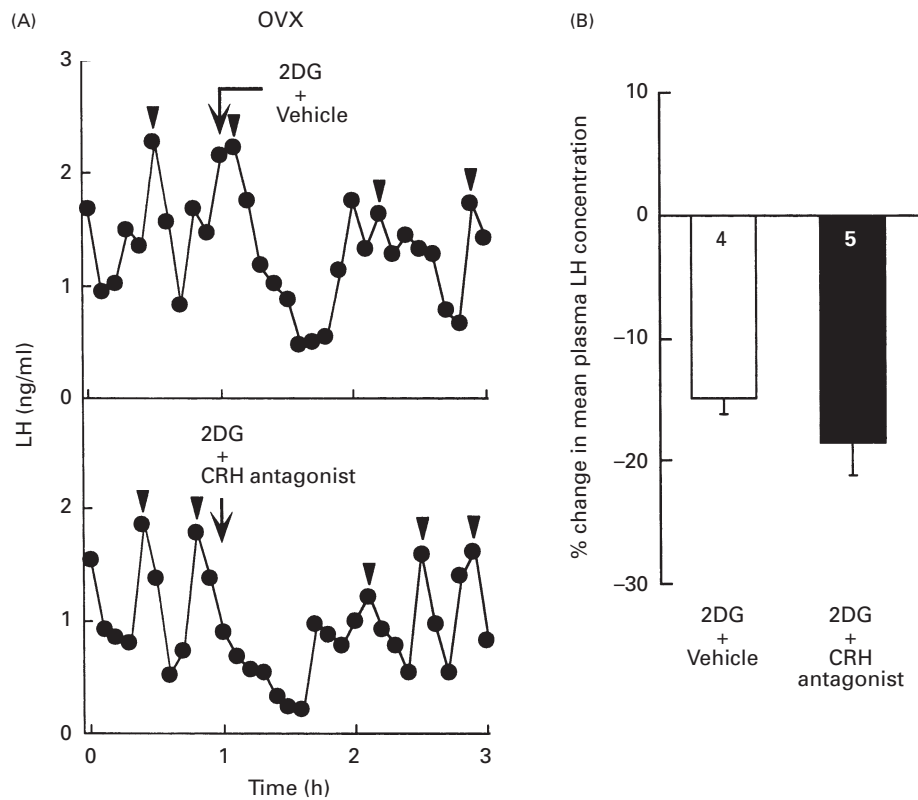 (A)
OVX
3
2
1
0
2DG
+
Vehicle
LH (ng/ml)
2
1
0
2DG
+
CRH antagonist
0
1
2
3
Time (h)
(B)
% change in mean plasma LH concentration
10
0
−10
−20
−30
4
5
2DG
+
Vehicle
2DG
+
CRH
antagonist